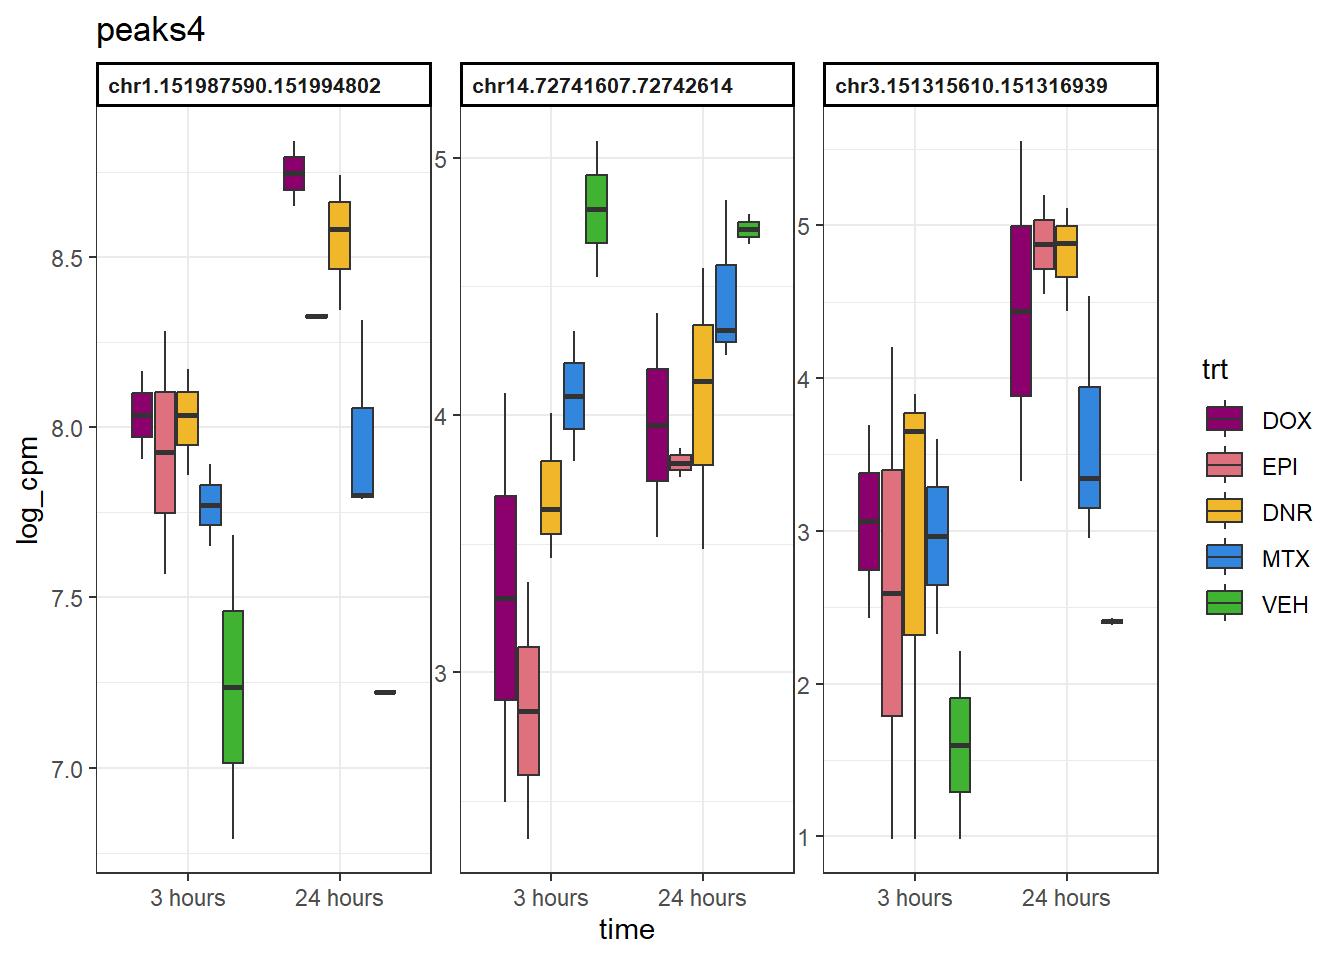 peaks4
chr1.151987590.151994802
chr14.72741607.72742614
chr3.151315610.151316939
log_cpm
8.5
8.0
7.5
7.0
5
4
3
5
4
3
2
1
3 hours
24 hours
3 hours
24 hours
3 hours
24 hours
time
trt
DOX
EPI
DNR
MTX
VEH